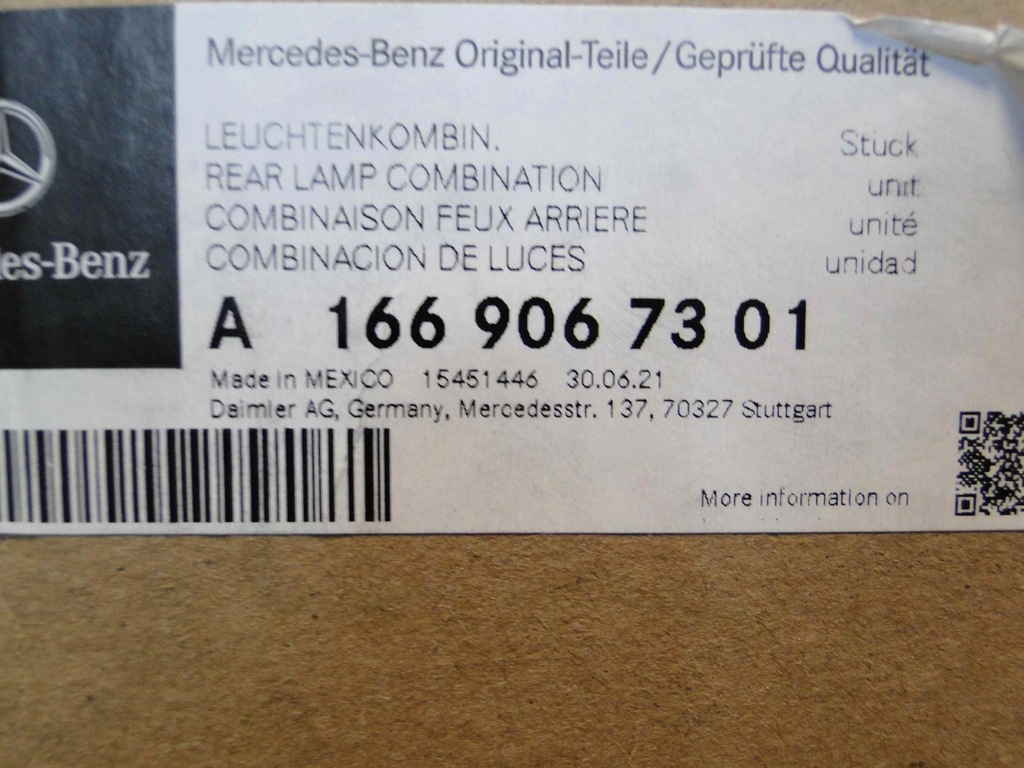 Mercedes-Benz Original-Teile/Geprüfte Qualität
LEUCHTENKOMBIN. Stück
REAR LAMP COMBINATION unit
COMBINAISON FEUX ARRIERE unité
COMBINACION DE LUCES unidad
des-Benz
A 166 906 73 01
Made in MEXICO 15451446 30.06.21
Daimler AG, Germany, Mercedesstr. 137, 70327 Stuttgart
More information on